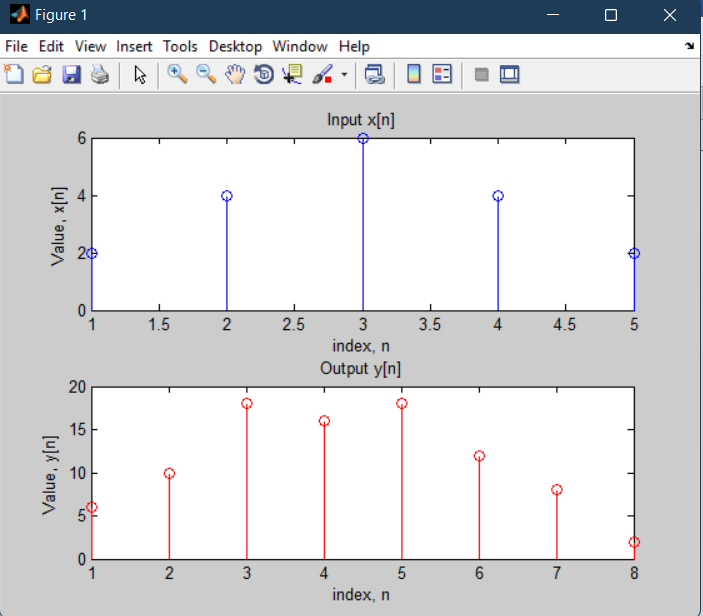 Figure 1
File Edit View Insert Tools Desktop Window Help
Input x[n]
Value, x[n]
6
4
2
0
1 1.5 2 2.5 3 3.5 4 4.5 5
index, n
Output y[n]
Value, y[n]
20
15
10
5
0
1 2 3 4 5 6 7 8
index, n